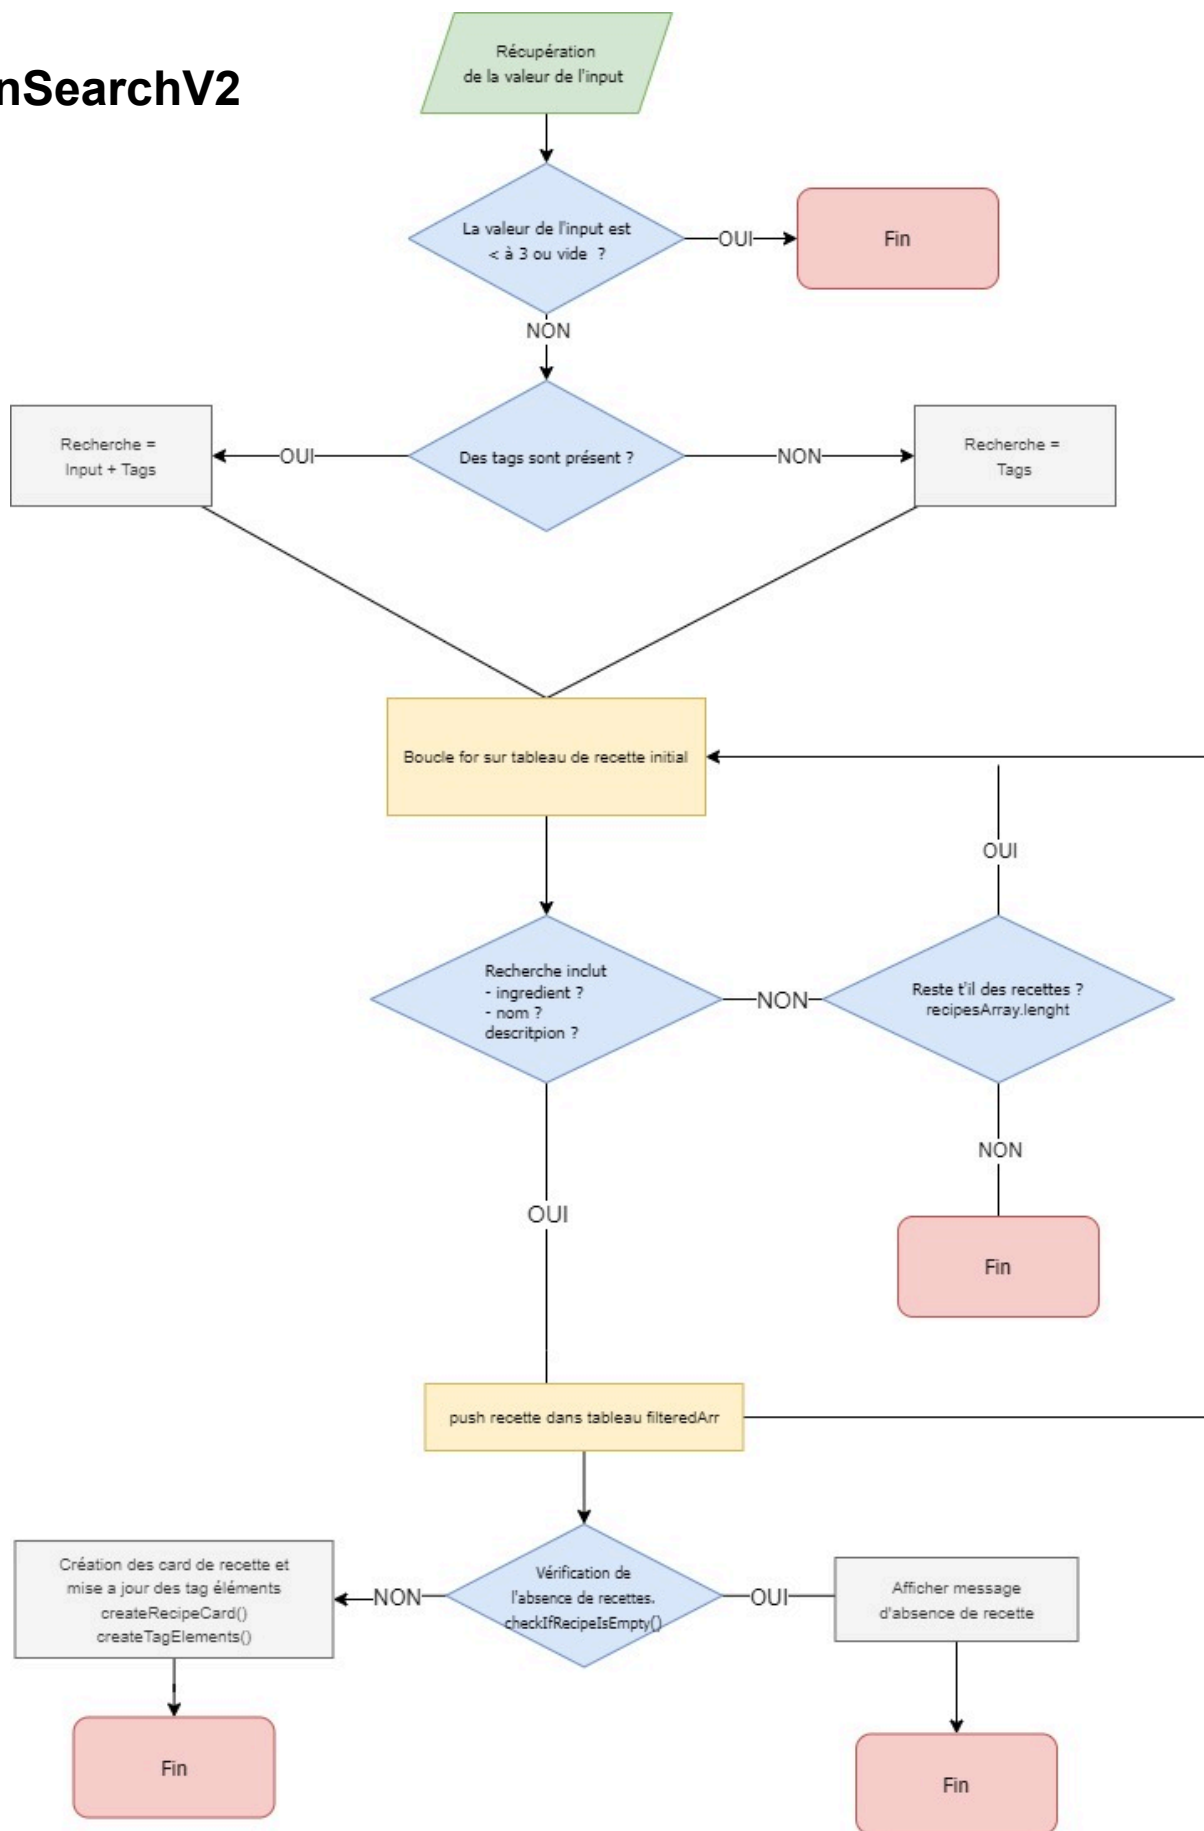 nSearchV2
Récupération
de la valeur de l'input
La valeur de l'input est
< à 3 ou vide ?
OUI
Fin
NON
Recherche =
Input + Tags
OUI
Des tags sont présent ?
NON
Recherche =
Tags
Boucle for sur tableau de recette initial
OUI
Recherche inclut
- ingredient ?
- nom ?
descritpion ?
NON
Reste t'il des recettes ?
recipesArray.lenght
NON
OUI
Fin
push recette dans tableau filteredArr
Création des card de recette et
mise a jour des tag éléments
createRecipeCard()
createTagElements()
NON
Vérification de
l'absence de recettes.
checkIfRecipeIsEmpty()
OUI
Afficher message
d'absence de recette
Fin
Fin